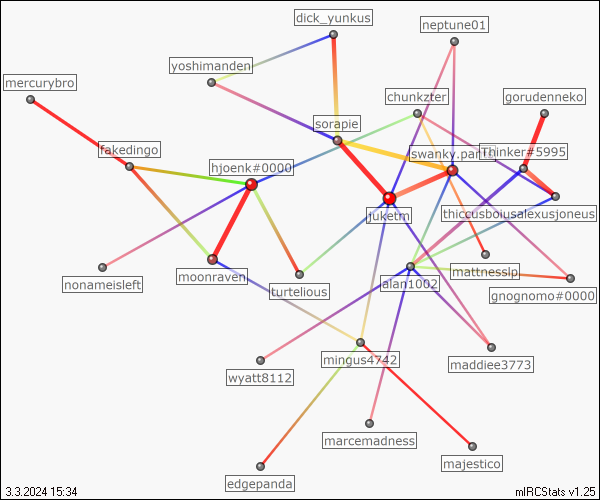 dick_yunkus
neptune01
yoshimanden
mercurybro
chunkzter
gorudenneko
sorapie
fakedingo
swanky.pants
Thinker#5995
hjoenk#0000
juketm
thiccusboiusalexusjoneus
moonraven
nonameisleft
turtelious
alan1002
mattnesslp
gnognomo#0000
mingus4742
maddiee3773
wyatt8112
marcemadness
majestico
edgepanda
3.3.2024 15:34
mIRCStats v1.25